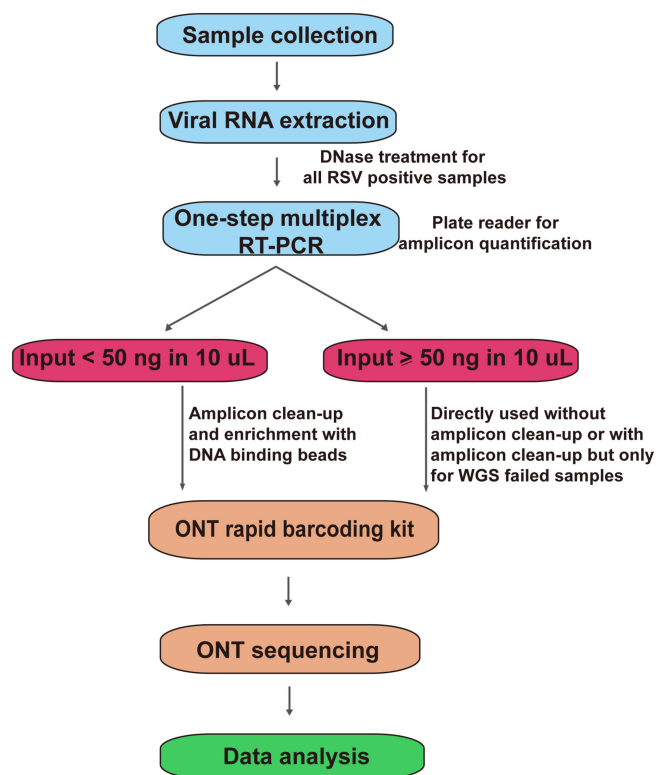 Sample collection
Viral RNA extraction
DNase treatment for
all RSV positive samples
One-step multiplex
RT-PCR
Plate reader for
amplicon quantification
Input < 50 ng in 10 uL
Input ⩾ 50 ng in 10 uL
Amplicon clean-up
and enrichment with
DNA binding beads
Directly used without
amplicon clean-up or with
amplicon clean-up but only
for WGS failed samples
ONT rapid barcoding kit
ONT sequencing
Data analysis